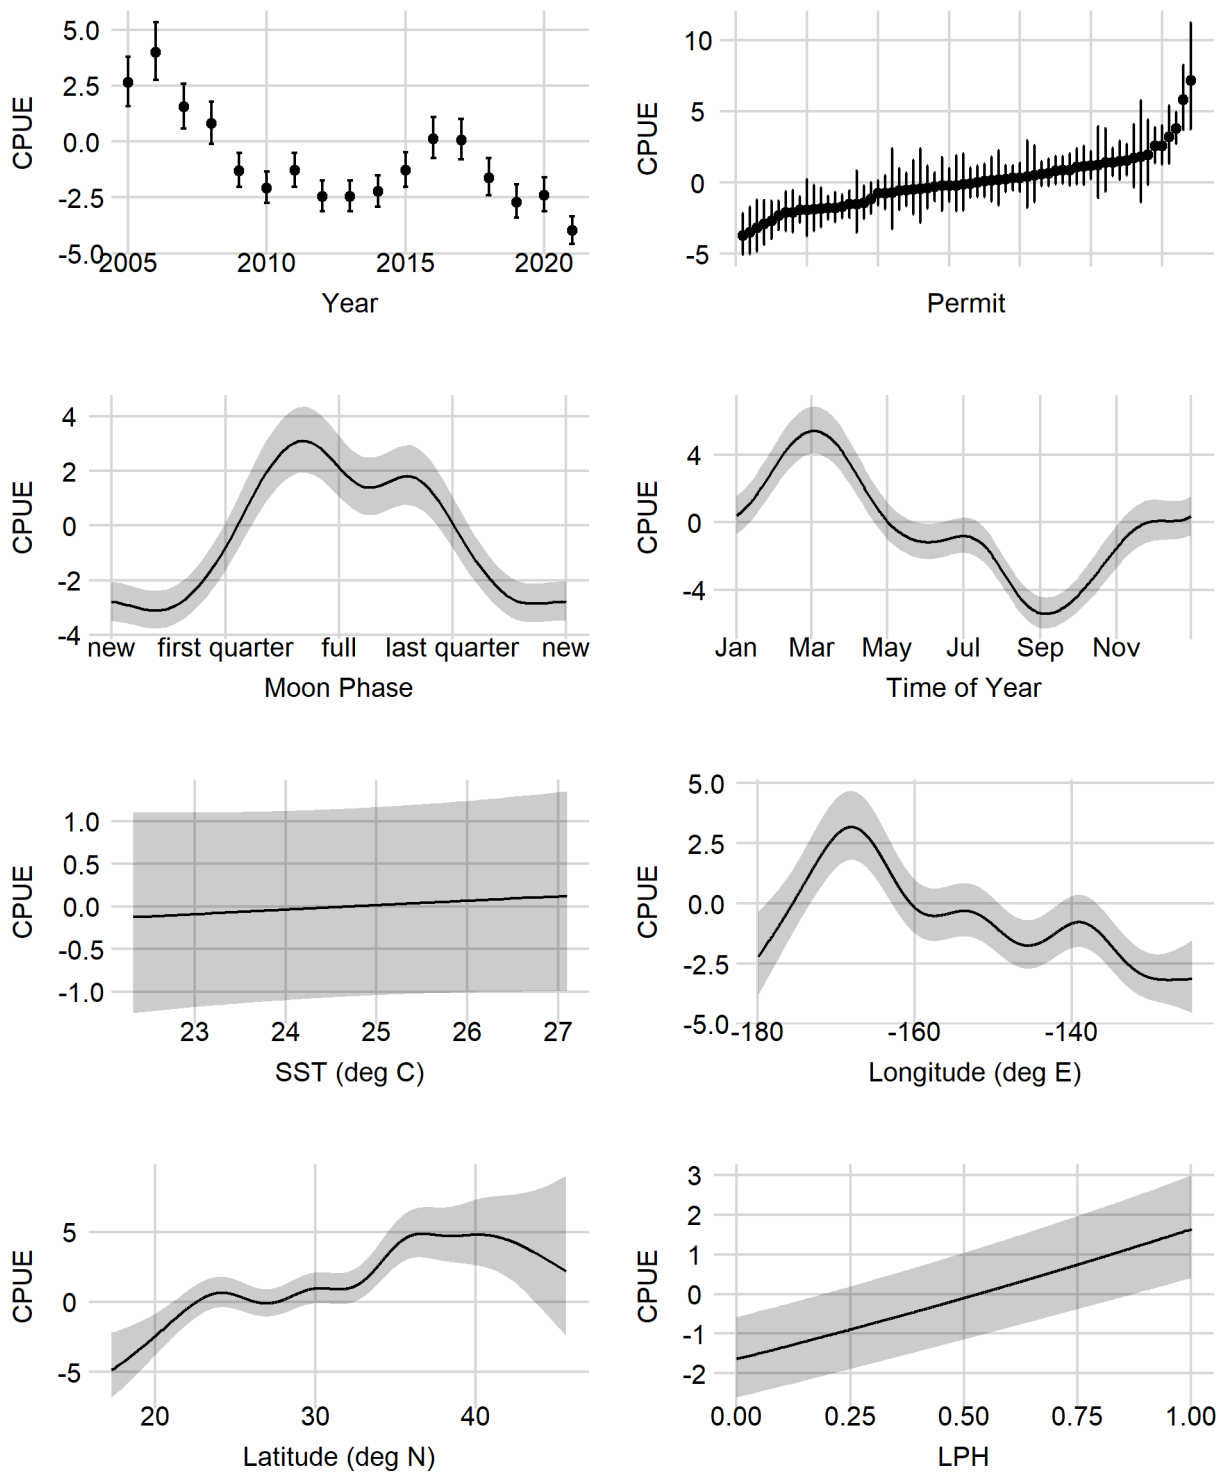 5.0
2.5
0.0
-2.5
-5.0
CPUE
2005 2010 2015 2020
Year
10
5
0
-5
CPUE
Permit
4
2
0
-2
-4
CPUE
new first quarter full last quarter new
Moon Phase
4
0
-4
CPUE
Jan Mar May Jul Sep Nov
Time of Year
1.0
0.5
0.0
-0.5
-1.0
CPUE
23 24 25 26 27
SST (deg C)
5.0
2.5
0.0
-2.5
-5.0
CPUE
-180 -160 -140
Longitude (deg E)
5
0
-5
CPUE
20 30 40
Latitude (deg N)
3
2
1
0
-1
-2
CPUE
0.00 0.25 0.50 0.75 1.00
LPH